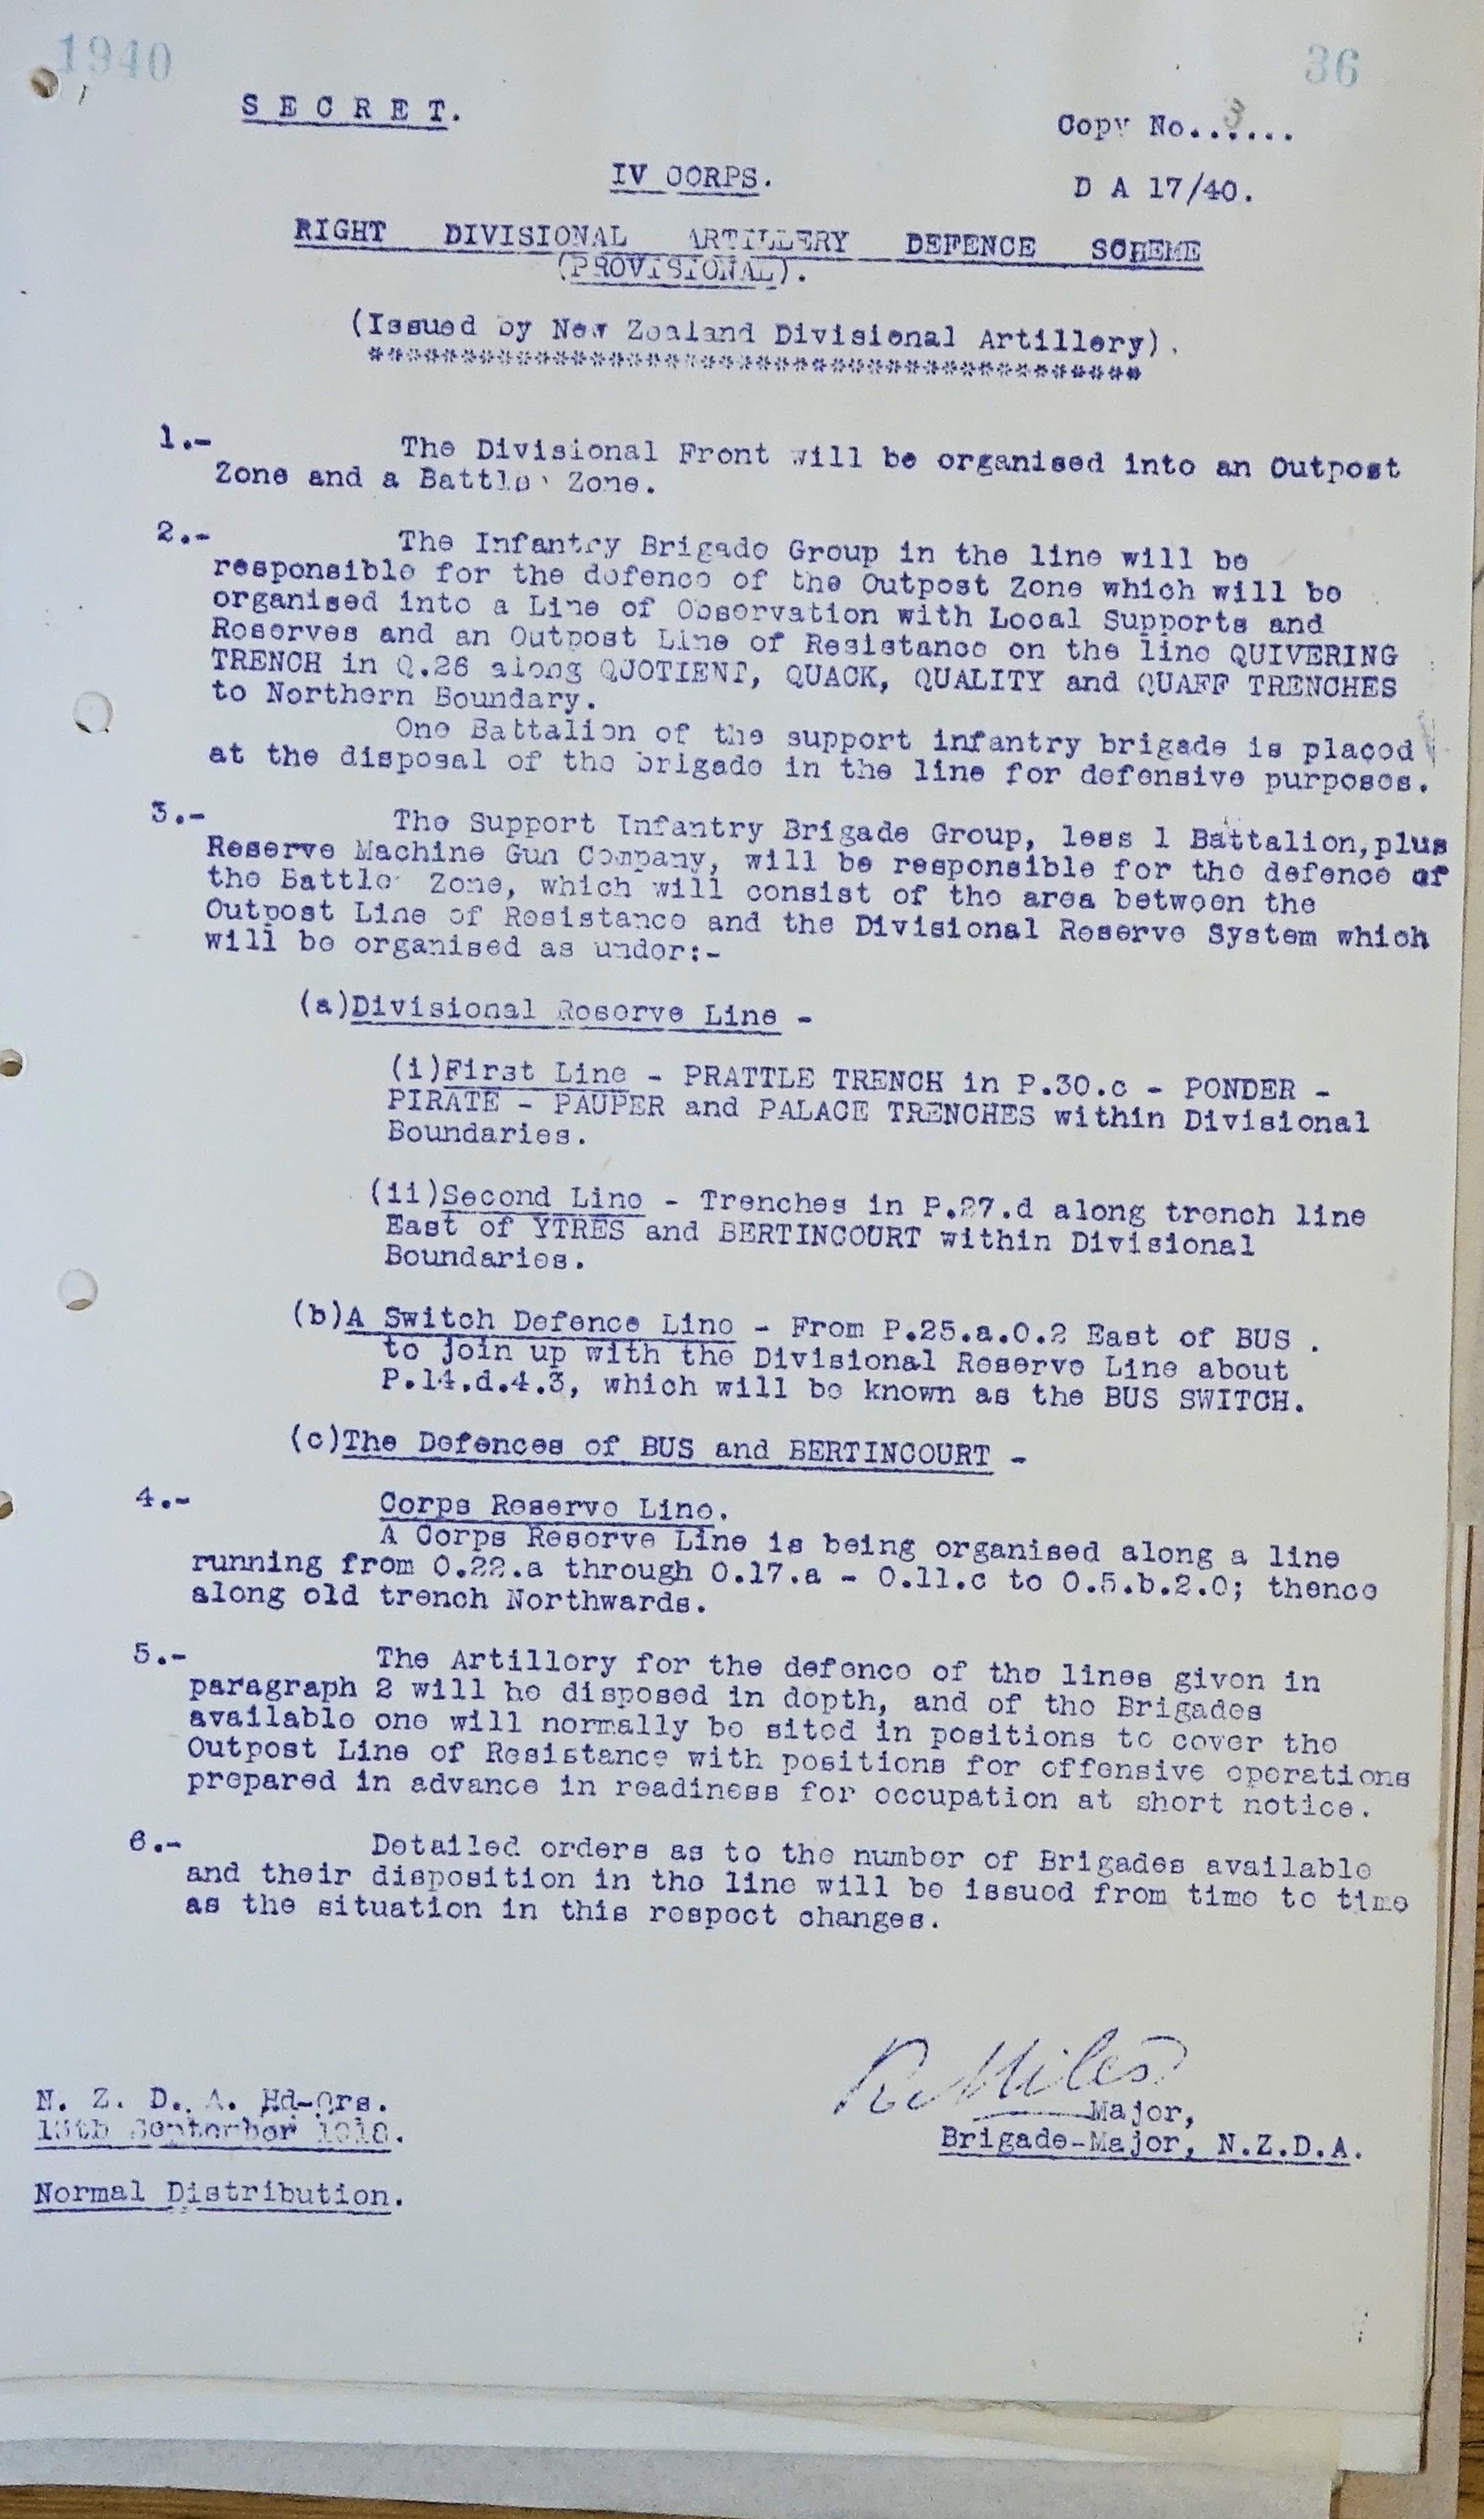 1940
36
S E C R E T.
Copy No...3...
IV CORPS.
D A 17/40.
RIGHT DIVISIONAL ARTILLERY DEFENCE SCHEME
(PROVISIONAL).
(Issued by New Zealand Divisional Artillery).
1.- The Divisional Front will be organised into an Outpost
Zone and a Battle Zone.
2.- The Infantry Brigade Group in the line will be
responsible for the defence of the Outpost Zone which will be
organised into a Line of Observation with Local Supports and
Reserves and an Outpost Line of Resistance on the line QUIVERING
TRENCH in Q.26 along QUOTIENT, QUACK, QUALITY and QUAFF TRENCHES
to Northern Boundary.
One Battalion of the support infantry brigade is placed
at the disposal of the brigade in the line for defensive purposes.
3.- The Support Infantry Brigade Group, less 1 Battalion, plus
Reserve Machine Gun Company, will be responsible for the defence of
the Battle Zone, which will consist of the area between the
Outpost Line of Resistance and the Divisional Reserve System which
will be organised as under:-
(a)Divisional Reserve Line -
(i)First Line - PRATTLE TRENCH in P.30.c - PONDER -
PIRATE - PAUPER and PALACE TRENCHES within Divisional
Boundaries.
(ii)Second Line - Trenches in P.27.d along trench line
East of YTRES and BERTINCOURT within Divisional
Boundaries.
(b)A Switch Defence Line - From P.25.a.0.2 East of BUS .
to join up with the Divisional Reserve Line about
P.14.d.4.3, which will be known as the BUS SWITCH.
(c)The Defences of BUS and BERTINCOURT -
4.- Corps Reserve Line.
A Corps Reserve Line is being organised along a line
running from O.22.a through O.17.a - O.11.c to O.5.b.2.0; thence
along old trench Northwards.
5.- The Artillery for the defence of the lines given in
paragraph 2 will be disposed in depth, and of the Brigades
available one will normally be sited in positions to cover the
Outpost Line of Resistance with positions for offensive operations
prepared in advance in readiness for occupation at short notice.
6.- Detailed orders as to the number of Brigades available
and their disposition in the line will be issued from time to time
as the situation in this respect changes.
R. Miles
Major,
Brigade-Major, N.Z.D.A.
N. Z. D. A. Hd-Qrs.
September 1918.
Normal Distribution.